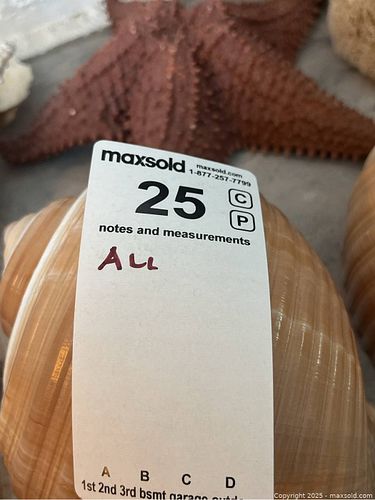 maxsold maxsold.com
1-877-257-7799
25 C
P
notes and measurements
ALL
A B C D
1st 2nd 3rd bsmt garage outdo
Copyright 2025 - maxsold.com